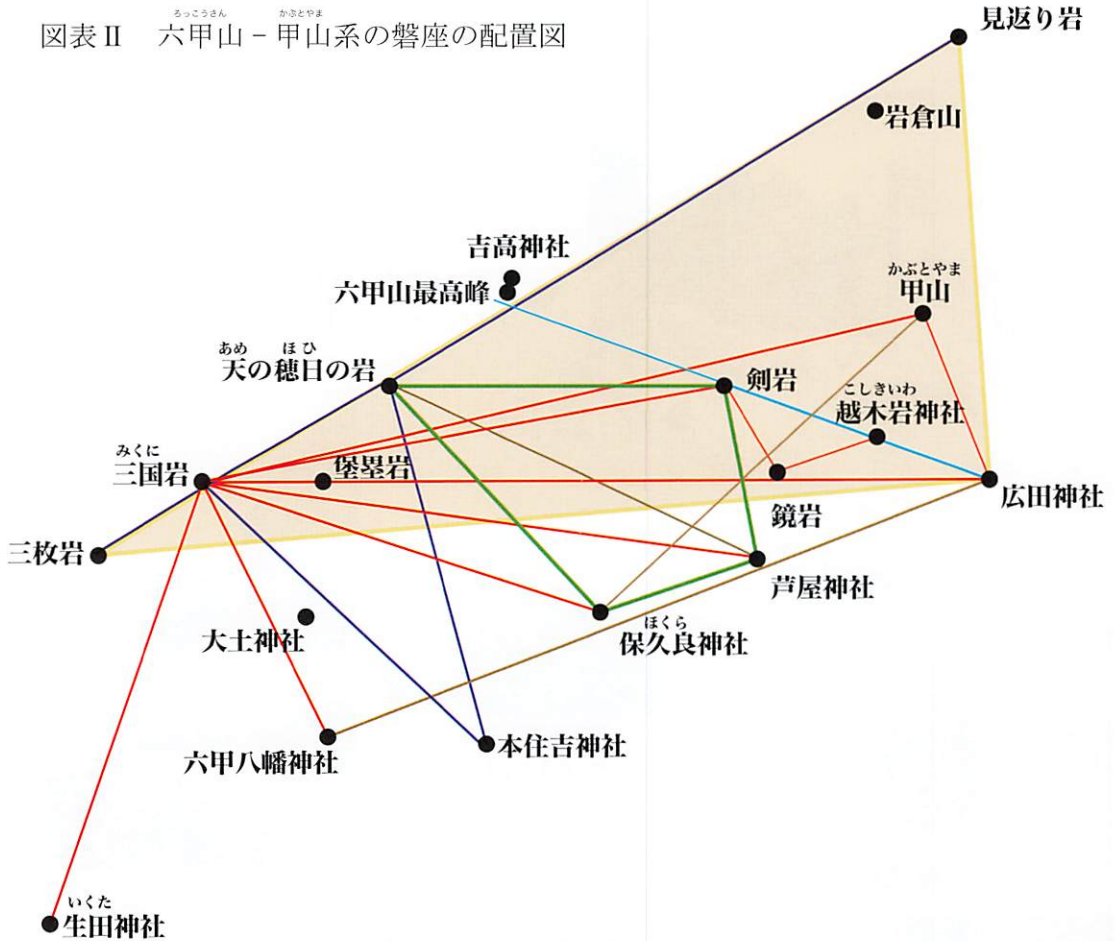 ろっこうさん かぶとやま
図表Ⅱ 六甲山－甲山系の磐座の配置図
見返り岩
岩倉山
吉高神社
六甲山最高峰
かぶとやま
甲山
あめ ほひ
天の穂日の岩
剣岩
こしきいわ
越木岩神社
みくに
三国岩
堡塁岩
広田神社
鏡岩
三枚岩
芦屋神社
大土神社
ほくら
保久良神社
六甲八幡神社
本住吉神社
いくた
生田神社